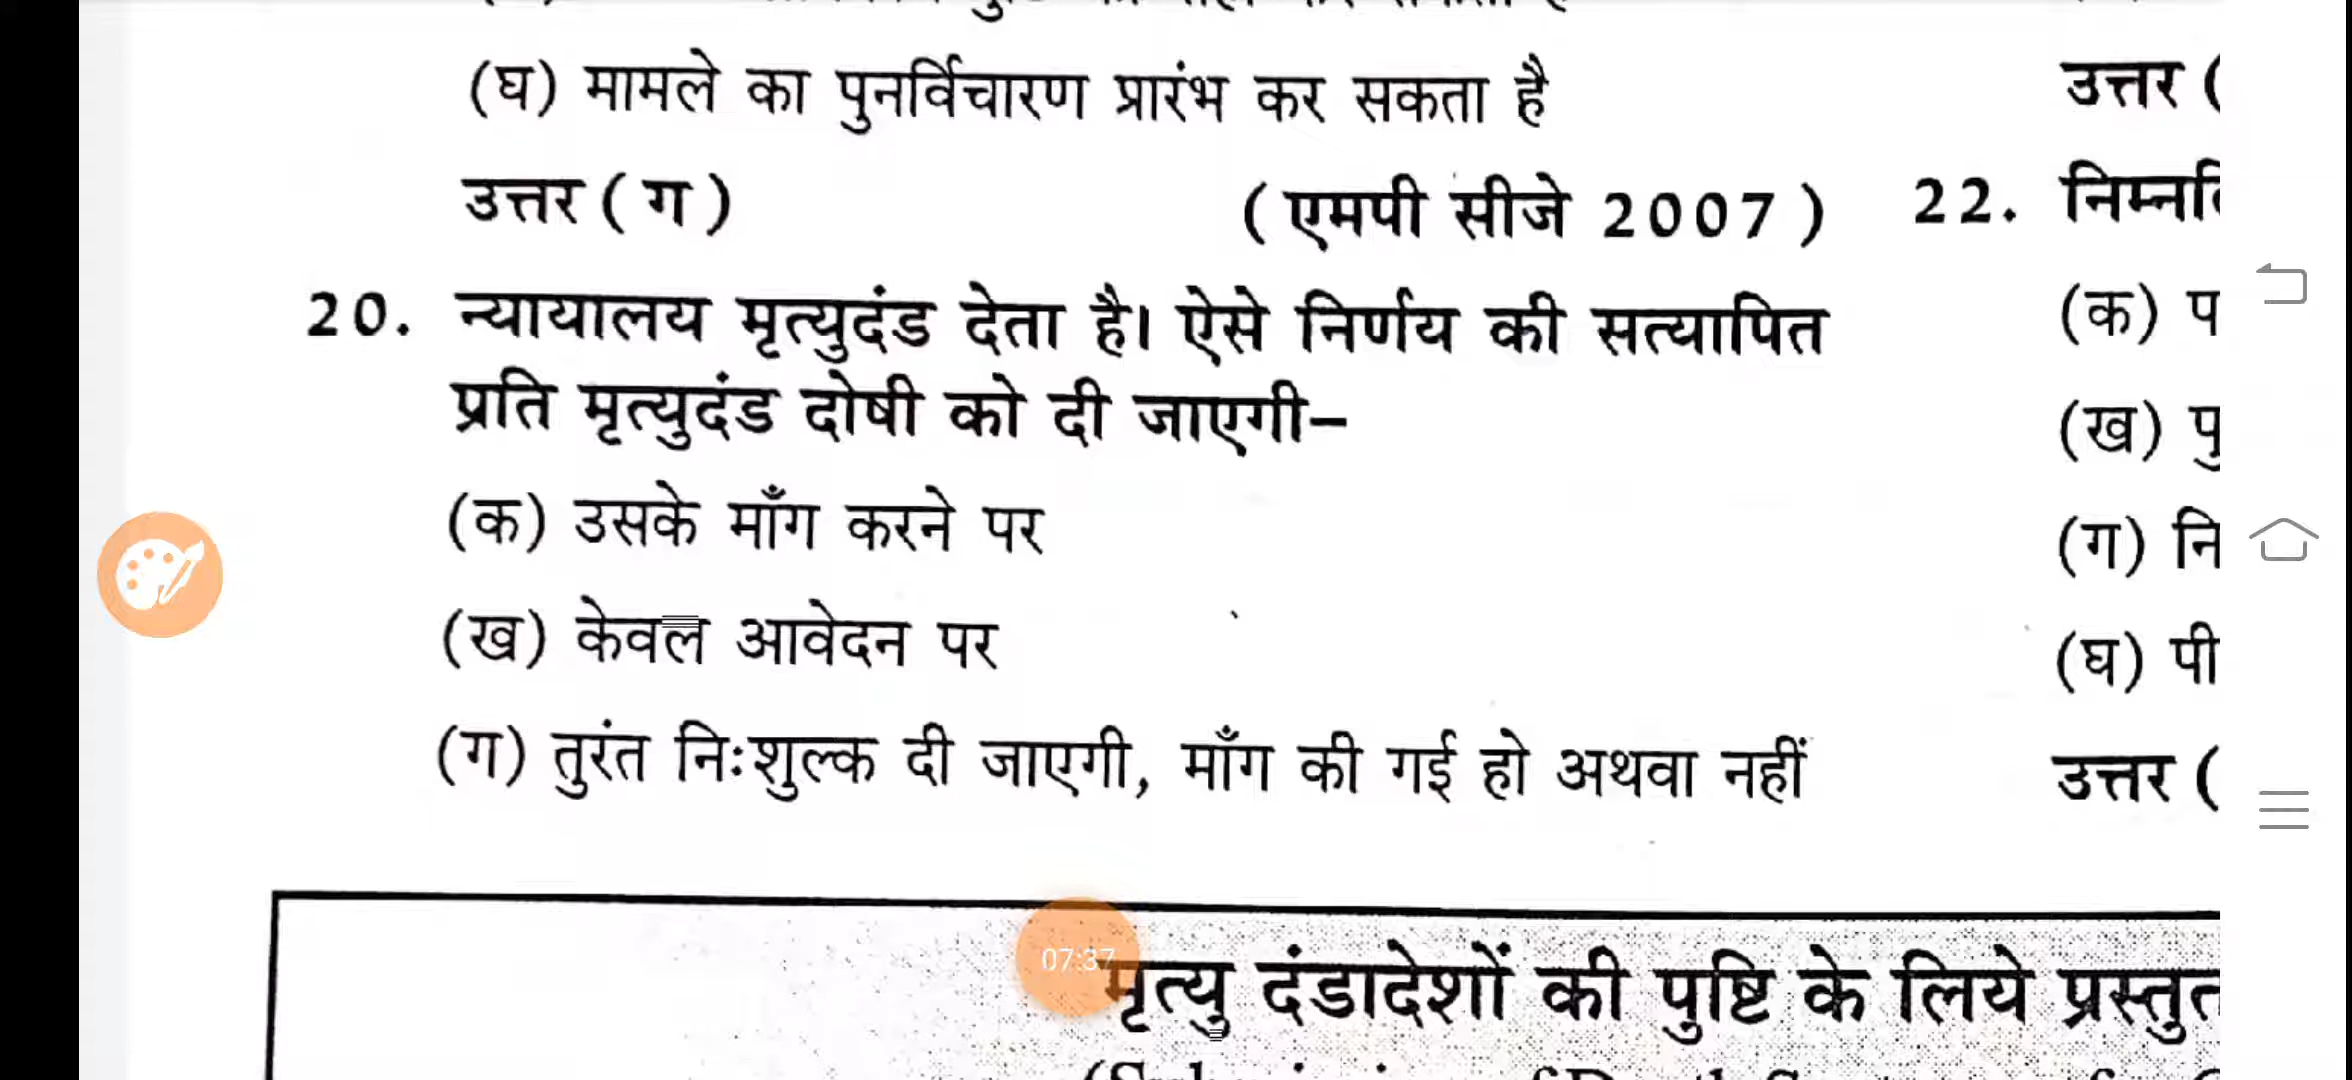 (घ) मामले का पुनर्विचारण प्रारंभ कर सकता है
उत्तर ( ग ) ( एमपी सीजे 2007 )
20. न्यायालय मृत्युदंड देता है। ऐसे निर्णय की सत्यापित
प्रति मृत्युदंड दोषी को दी जाएगी–
(क) उसके माँग करने पर
(ख) केवल आवेदन पर
(ग) तुरंत निःशुल्क दी जाएगी, माँग की गई हो अथवा नहीं
07:37
मृत्यु दंडादेशों की पुष्टि के लिये प्रस्तुत
उत्तर (
22.
(क) प
(ख) पु
(ग) नि
(घ) पी
उत्तर (